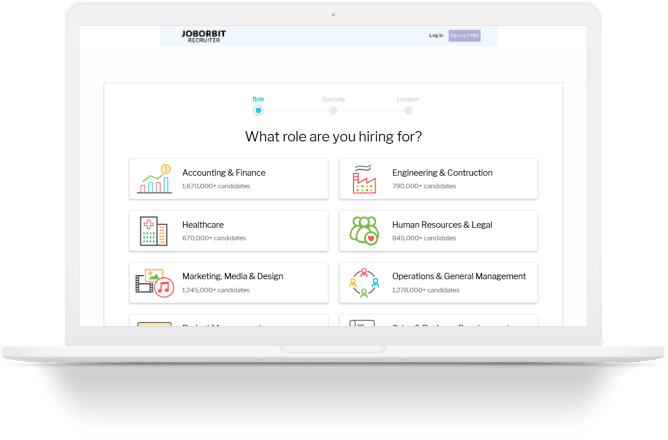 JOBORBIT
RECRUITER
Log in
Sign up FREE
Role
Specialty
Location
What role are you hiring for?
Accounting & Finance
1,670,000+ candidates
Engineering & Contruction
790,000+ candidates
Healthcare
670,000+ candidates
Human Resources & Legal
845,000+ candidates
Marketing, Media & Design
1,245,000+ candidates
Operations & General Management
1,278,000+ candidates